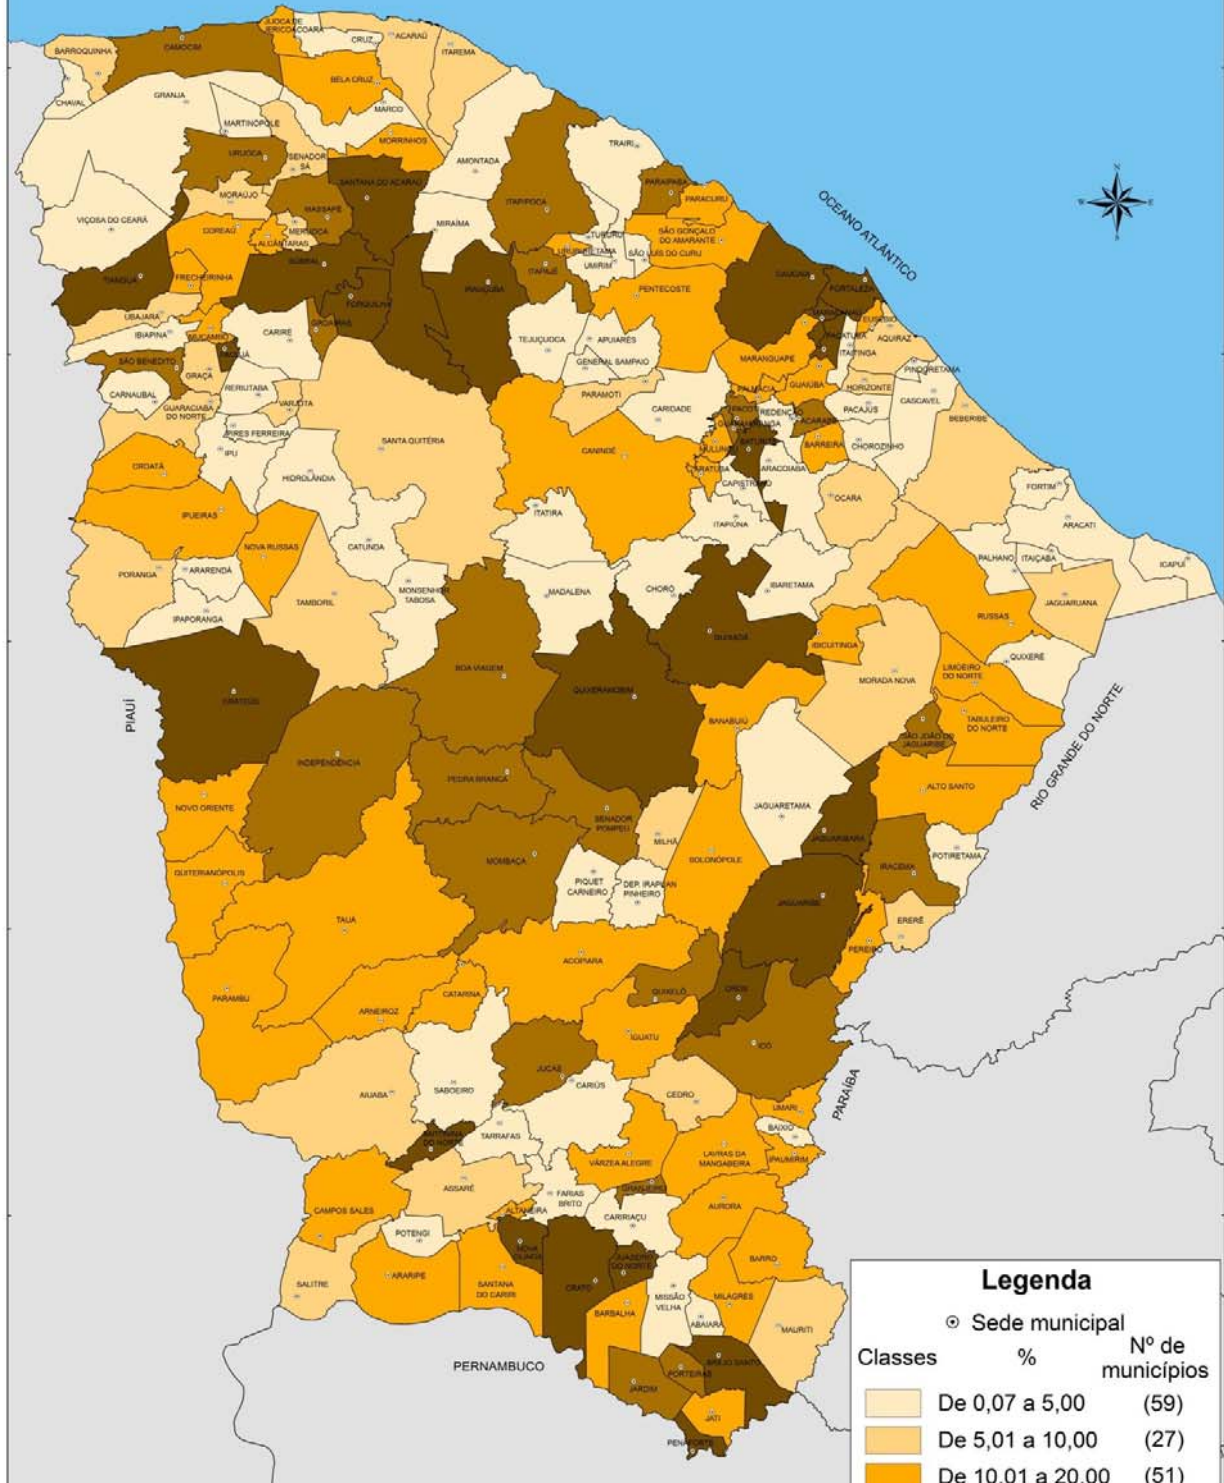 JIJOCA DE
JERICOACOARA
CRUZ
ACARAÚ
ITAREMA
BARROQUINHA
CAMOCIM
BELA CRUZ
CHAVAL
GRANJA
MARCO
MARTINÓPOLE
MORRINHOS
TRAIRI
URUOCA
SENADOR
SÁ
AMONTADA
SANTANA DO ACARAÚ
PARAIPABA
PARACURU
MORAÚJO
MASSAPÊ
ITAPIPOCA
VIÇOSA DO CEARÁ
COREAÚ
MERUOCA
ALCÂNTARAS
MIRAÍMA
TURURU
SÃO GONÇALO
DO AMARANTE
URUBURETAMA
SÃO LUÍS DO CURU
UMIRIM
OCEANO ATLÂNTICO
N
W
E
S
TIANGUÁ
FRECHEIRINHA
SOBRAL
FORQUILHA
IRAUÇUBA
ITAPAJÉ
PENTECOSTE
CAUCAIA
FORTALEZA
UBAJARA
IBIAPINA
MUCAMBO
CARIRÉ
GROAÍRAS
MARACANAÚ
EUSÉBIO
PACATUBA
ITAITINGA
AQUIRAZ
TEJUÇUOCA
APUIARÉS
GENERAL SAMPAIO
MARANGUAPE
PINDORETAMA
SÃO BENEDITO
PACUJÁ
GRAÇA
CARNAUBAL
RERIUTABA
VARJOTA
GUARACIABA
DO NORTE
PARAMOTI
CARIDADE
PALMÁCIA
GUAIÚBA
HORIZONTE
CASCAVEL
PACAJUS
PACOTI
REDENÇÃO
ACARAPE
GUARAMIRANGA
BEBERIBE
PIRES FERREIRA
IPU
SANTA QUITÉRIA
CANINDÉ
MULUNGU
BATURITÉ
BARREIRA
CHOROZINHO
ARATUBA
ARACOIABA
CAPISTRANO
CROATÁ
HIDROLÂNDIA
OCARA
FORTIM
IPUEIRAS
ITATIRA
ITAPIÚNA
ARACATI
NOVA RUSSAS
CATUNDA
PORANGA
ARARENDÁ
PALHANO
ITAIÇABA
ICAPUÍ
TAMBORIL
MONSENHOR
TABOSA
MADALENA
CHORÓ
IBARETAMA
JAGUARUANA
IPAPORANGA
RUSSAS
QUIXADÁ
IBICUITINGA
QUIXERÉ
BOA VIAGEM
MORADA NOVA
LIMOEIRO
DO NORTE
CRATEÚS
QUIXERAMOBIM
PIAUÍ
BANABUIÚ
TABULEIRO
DO NORTE
SÃO JOÃO DO
JAGUARIBE
RIO GRANDE DO NORTE
INDEPENDÊNCIA
PEDRA BRANCA
ALTO SANTO
NOVO ORIENTE
JAGUARETAMA
SENADOR
POMPEU
MILHÃ
JAGUARIBARA
MOMBAÇA
SOLONÓPOLE
IRACEMA
POTIRETAMA
QUITERIANÓPOLIS
PIQUET
CARNEIRO
DEP. IRAPUAN
PINHEIRO
JAGUARIBE
TAUÁ
ERERÊ
PEREIRO
ACOPIARA
PARAMBU
CATARINA
QUIXELÔ
ORÓS
ARNEIROZ
IGUATU
ICÓ
JUCÁS
CARIÚS
SABOEIRO
AIUABA
CEDRO
PARAÍBA
UMARI
BAIXIO
ANTONINA
DO NORTE
TARRAFAS
LAVRAS DA
MANGABEIRA
IPAUMIRIM
VÁRZEA ALEGRE
ASSARÉ
GRANJEIRO
FARIAS
BRITO
CAMPOS SALES
ALTANEIRA
AURORA
CARIRIAÇU
POTENGI
NOVA
OLINDA
JUAZEIRO
DO NORTE
BARRO
SALITRE
ARARIPE
SANTANA
DO CARIRI
CRATO
BARBALHA
MISSÃO
VELHA
MILAGRES
ABAIARA
MAURITI
PERNAMBUCO
BREJO SANTO
PORTEIRAS
JARDIM
JATI
PENAFORTE
Legenda
Sede municipal
Classes % Nº de
municípios
De 0,07 a 5,00 (59)
De 5,01 a 10,00 (27)
De 10,01 a 20,00 (51)